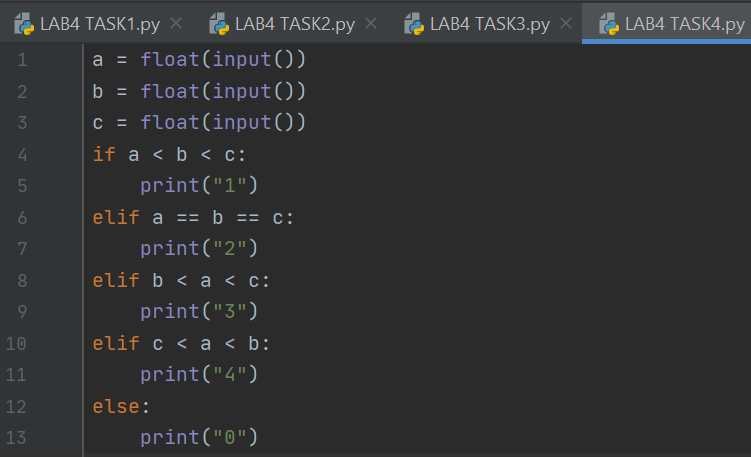 LAB4 TASK1.py LAB4 TASK2.py LAB4 TASK3.py LAB4 TASK4.py
1 a = float(input())
2 b = float(input())
3 c = float(input())
4 if a < b < c:
5     print("1")
6 elif a == b == c:
7     print("2")
8 elif b < a < c:
9     print("3")
10 elif c < a < b:
11     print("4")
12 else:
13     print("0")